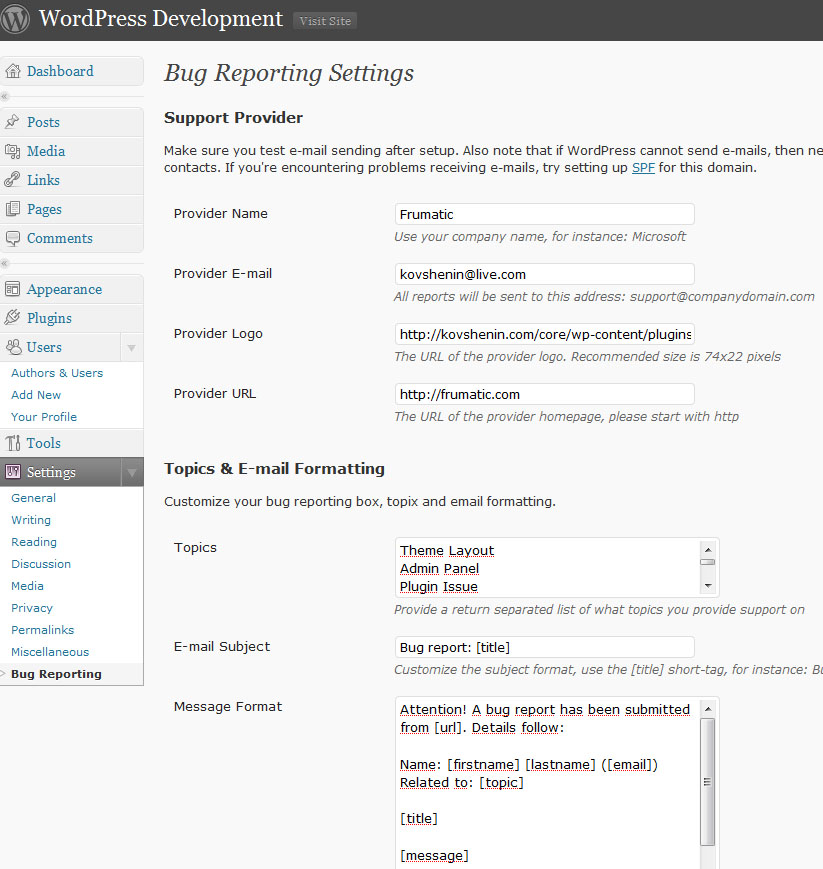 WordPress Development Visit Site
Dashboard
Posts
Media
Links
Pages
Comments
Appearance
Plugins
Users
Authors & Users
Add New
Your Profile
Tools
Settings
General
Writing
Reading
Discussion
Media
Privacy
Permalinks
Miscellaneous
Bug Reporting
Bug Reporting Settings
Support Provider
Make sure you test e-mail sending after setup. Also note that if WordPress cannot send e-mails, then ne
contacts. If you're encountering problems receiving e-mails, try setting up SPF for this domain.
Provider Name
Frumatic
Use your company name, for instance: Microsoft
Provider E-mail
kovshenin@live.com
All reports will be sent to this address: support@companydomain.com
Provider Logo
http://kovshenin.com/core/wp-content/plugins
The URL of the provider logo. Recommended size is 74x22 pixels
Provider URL
http://frumatic.com
The URL of the provider homepage, please start with http
Topics & E-mail Formatting
Customize your bug reporting box, topix and email formatting.
Topics
Theme Layout
Admin Panel
Plugin Issue
Provide a return separated list of what topics you provide support on
E-mail Subject
Bug report: [title]
Customize the subject format, use the [title] short-tag, for instance: Bu
Message Format
Attention! A bug report has been submitted
from [url]. Details follow:
Name: [firstname] [lastname] ([email])
Related to: [topic]
[title]
[message]